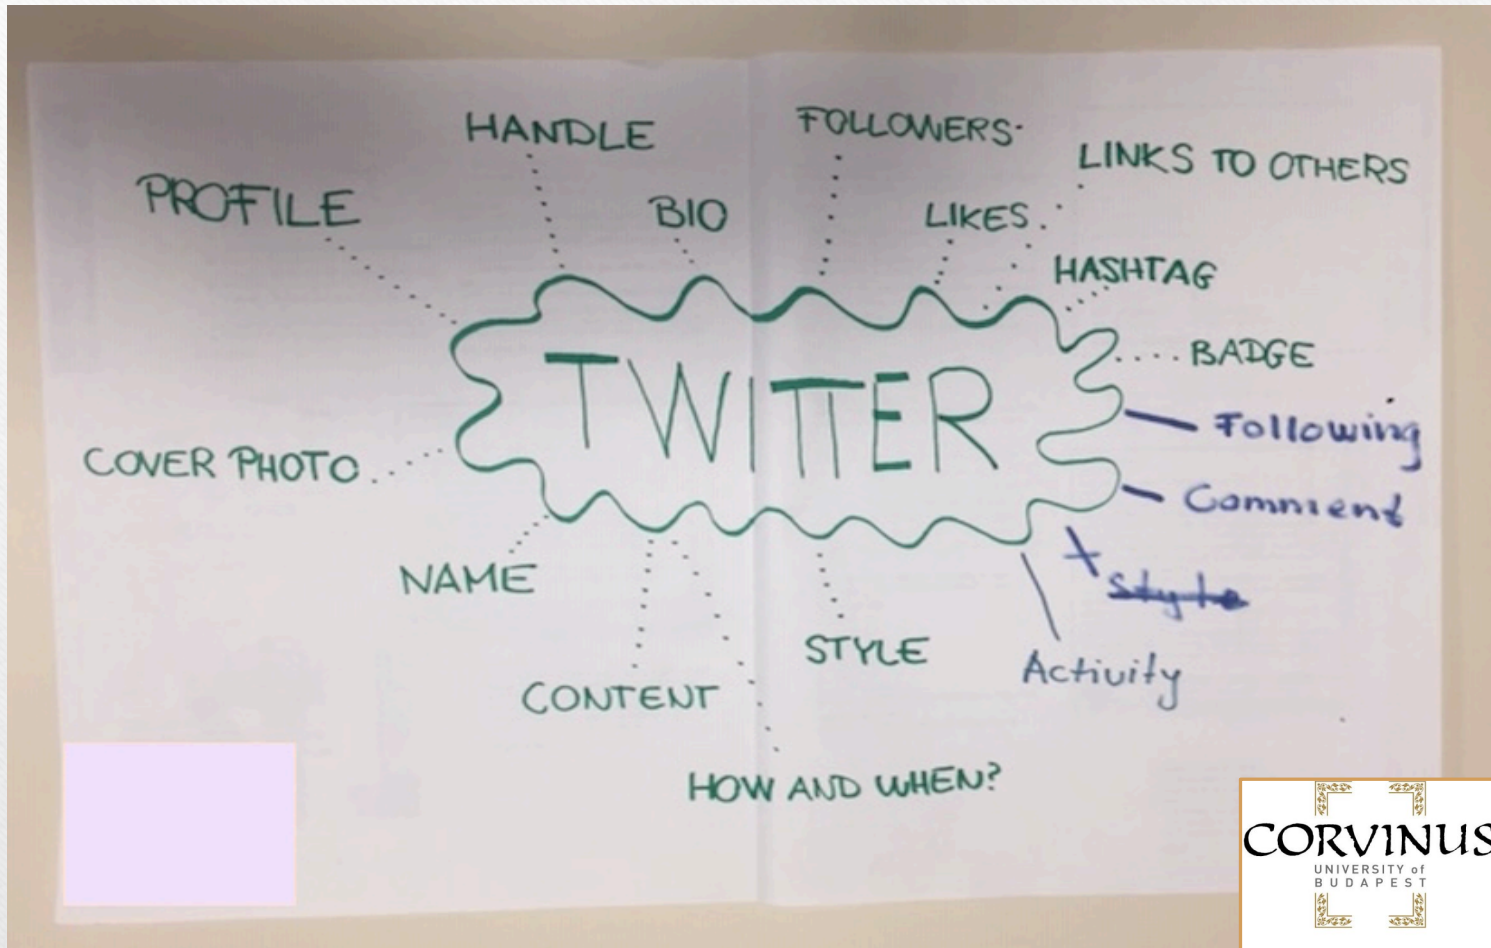 HANDLE
FOLLOWERS
LINKS TO OTHERS
PROFILE
BIO
LIKES
HASHTAG
BADGE
TWITTER
Following
COVER PHOTO
Comment
NAME
style
STYLE
Activity
CONTENT
HOW AND WHEN?
CORVINUS
UNIVERSITY of
BUDAPEST